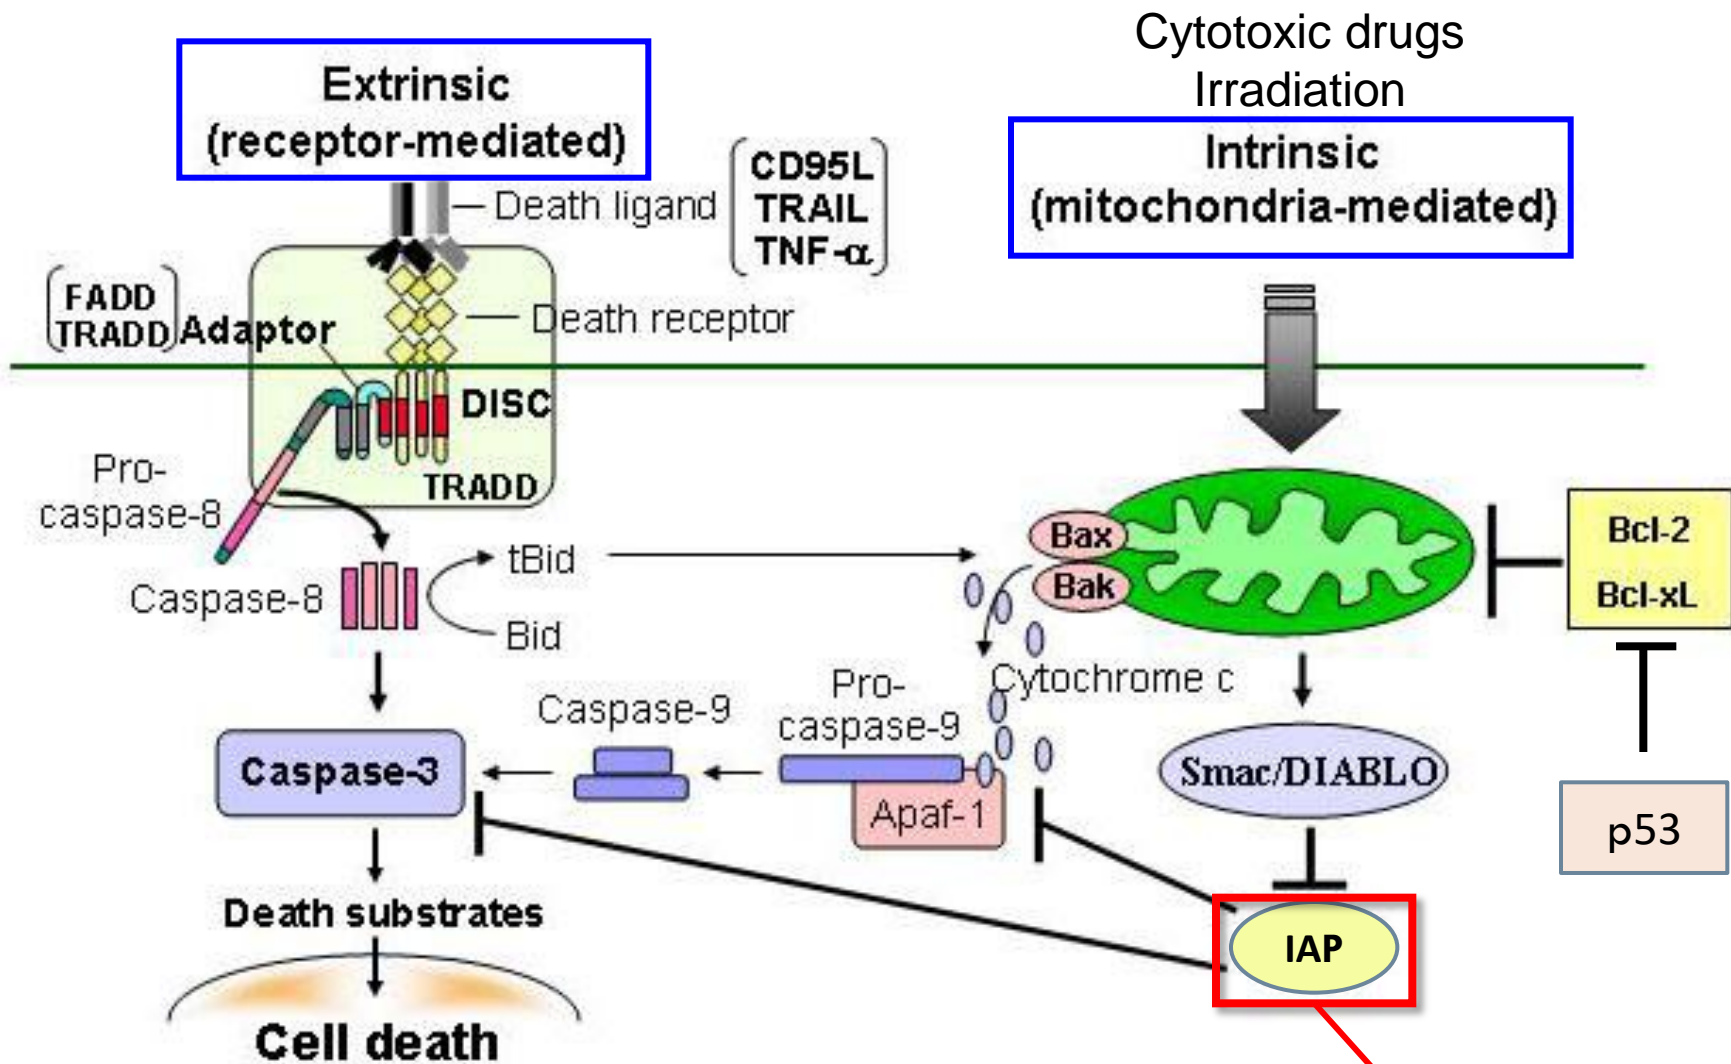 Cytotoxic drugs
Irradiation
Extrinsic
(receptor-mediated)
Intrinsic
(mitochondria-mediated)
Death ligand
CD95L
TRAIL
TNF-α
FADD
TRADD
Adaptor
Death receptor
DISC
TRADD
Pro-
caspase-8
Caspase-8
tBid
Bid
Bax
Bak
Bcl-2
Bcl-xL
Cytochrome c
Pro-
caspase-9
Caspase-9
Caspase-3
Apaf-1
Smac/DIABLO
p53
Death substrates
IAP
Cell death